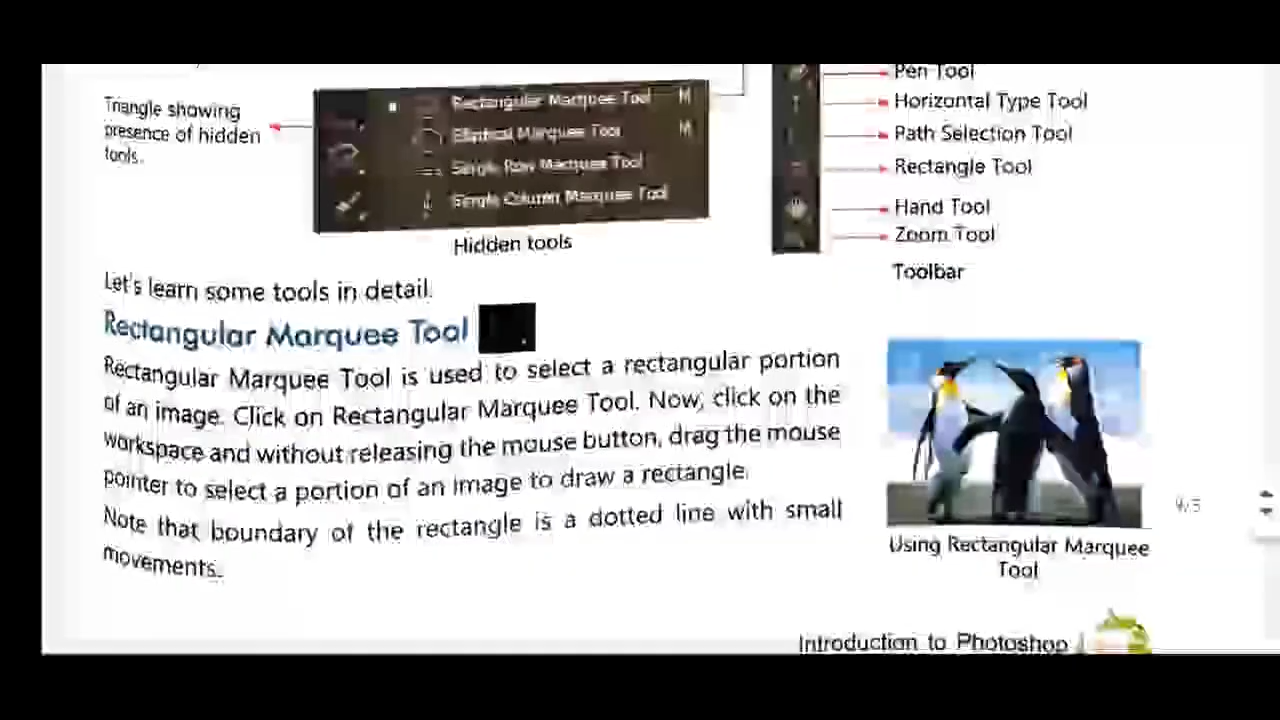 Triangle showing
presence of hidden
tools.
Rectangular Marquee Tool M
Elliptical Marquee Tool M
Single Row Marquee Tool
Single Column Marquee Tool
Hidden tools
Pen Tool
Horizontal Type Tool
Path Selection Tool
Rectangle Tool
Hand Tool
Zoom Tool
Toolbar
Let's learn some tools in detail.
Rectangular Marquee Tool
Rectangular Marquee Tool is used to select a rectangular portion
of an image. Click on Rectangular Marquee Tool. Now, click on the
workspace and without releasing the mouse button, drag the mouse
pointer to select a portion of an image to draw a rectangle.
Note that boundary of the rectangle is a dotted line with small
movements.
Using Rectangular Marquee
Tool
Introduction to Photoshop